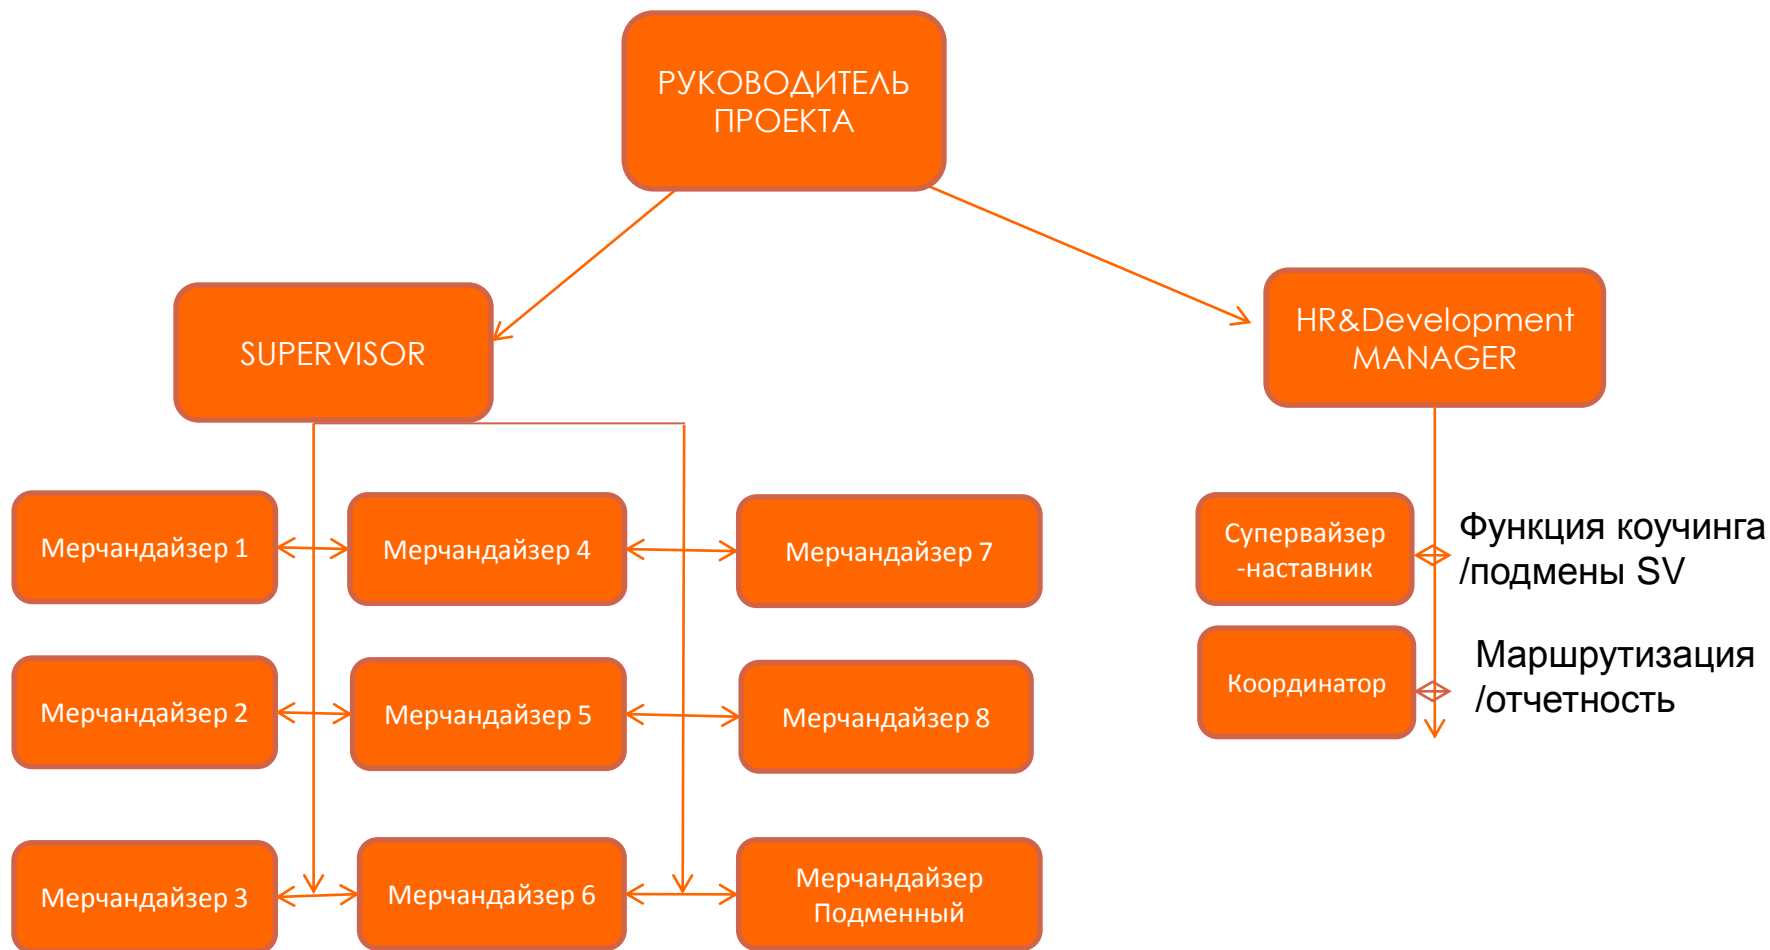 РУКОВОДИТЕЛЬ
ПРОЕКТА
SUPERVISOR
HR&Development
MANAGER
Мерчандайзер 1
Мерчандайзер 4
Мерчандайзер 7
Супервайзер
-наставник
Функция коучинга
/подмены SV
Мерчандайзер 2
Мерчандайзер 5
Мерчандайзер 8
Координатор
Маршрутизация
/отчетность
Мерчандайзер 3
Мерчандайзер 6
Мерчандайзер
Подменный